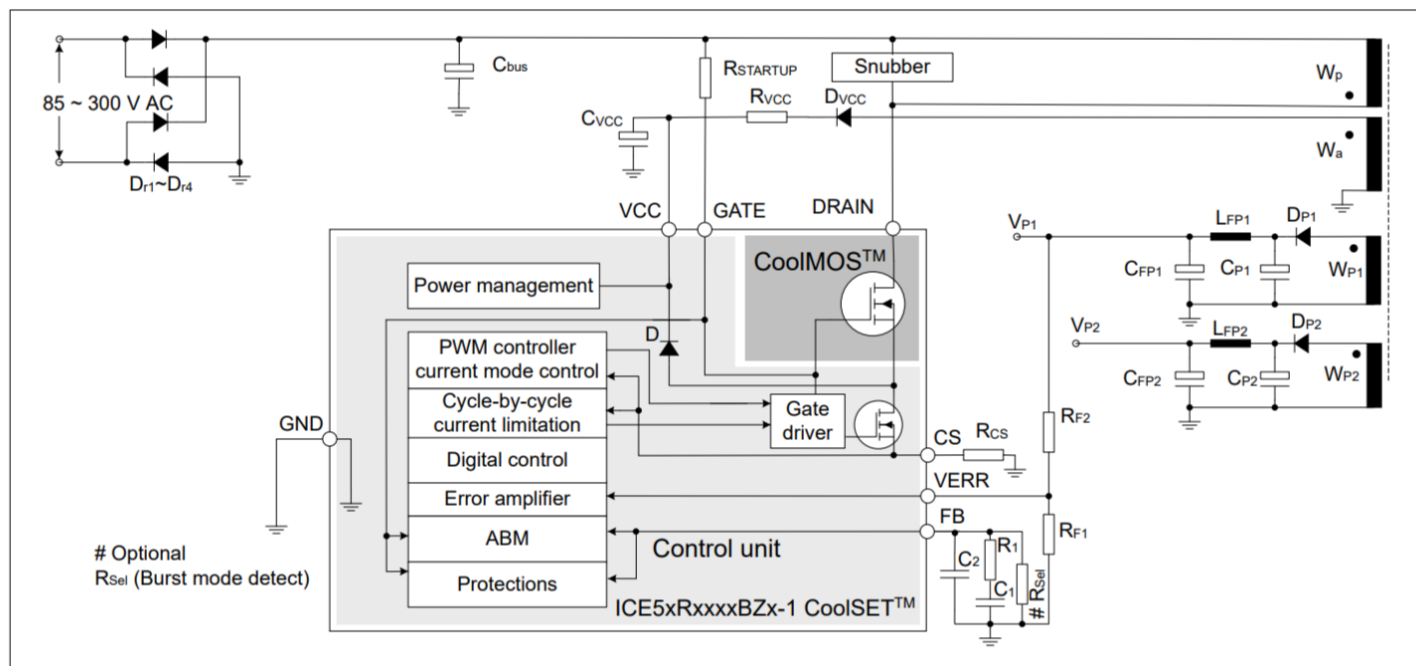 85 ~ 300 V AC
Dr1~Dr4
Cbus
RSTARTUP
Snubber
RVCC
DVCC
CVCC
Wp
Wa
VCC
GATE
DRAIN
VP1
LFP1
DP1
CFP1
CP1
WP1
VP2
LFP2
DP2
CFP2
CP2
WP2
CoolMOS™
Power management
D
PWM controller
current mode control
Cycle-by-cycle
current limitation
Gate
driver
Digital control
Error amplifier
ABM
Protections
GND
CS
RCS
VERR
FB
RF2
RF1
C2
R1
C1
# RSel
Control unit
ICE5xRxxxxBZx-1 CoolSET™
# Optional
RSel (Burst mode detect)